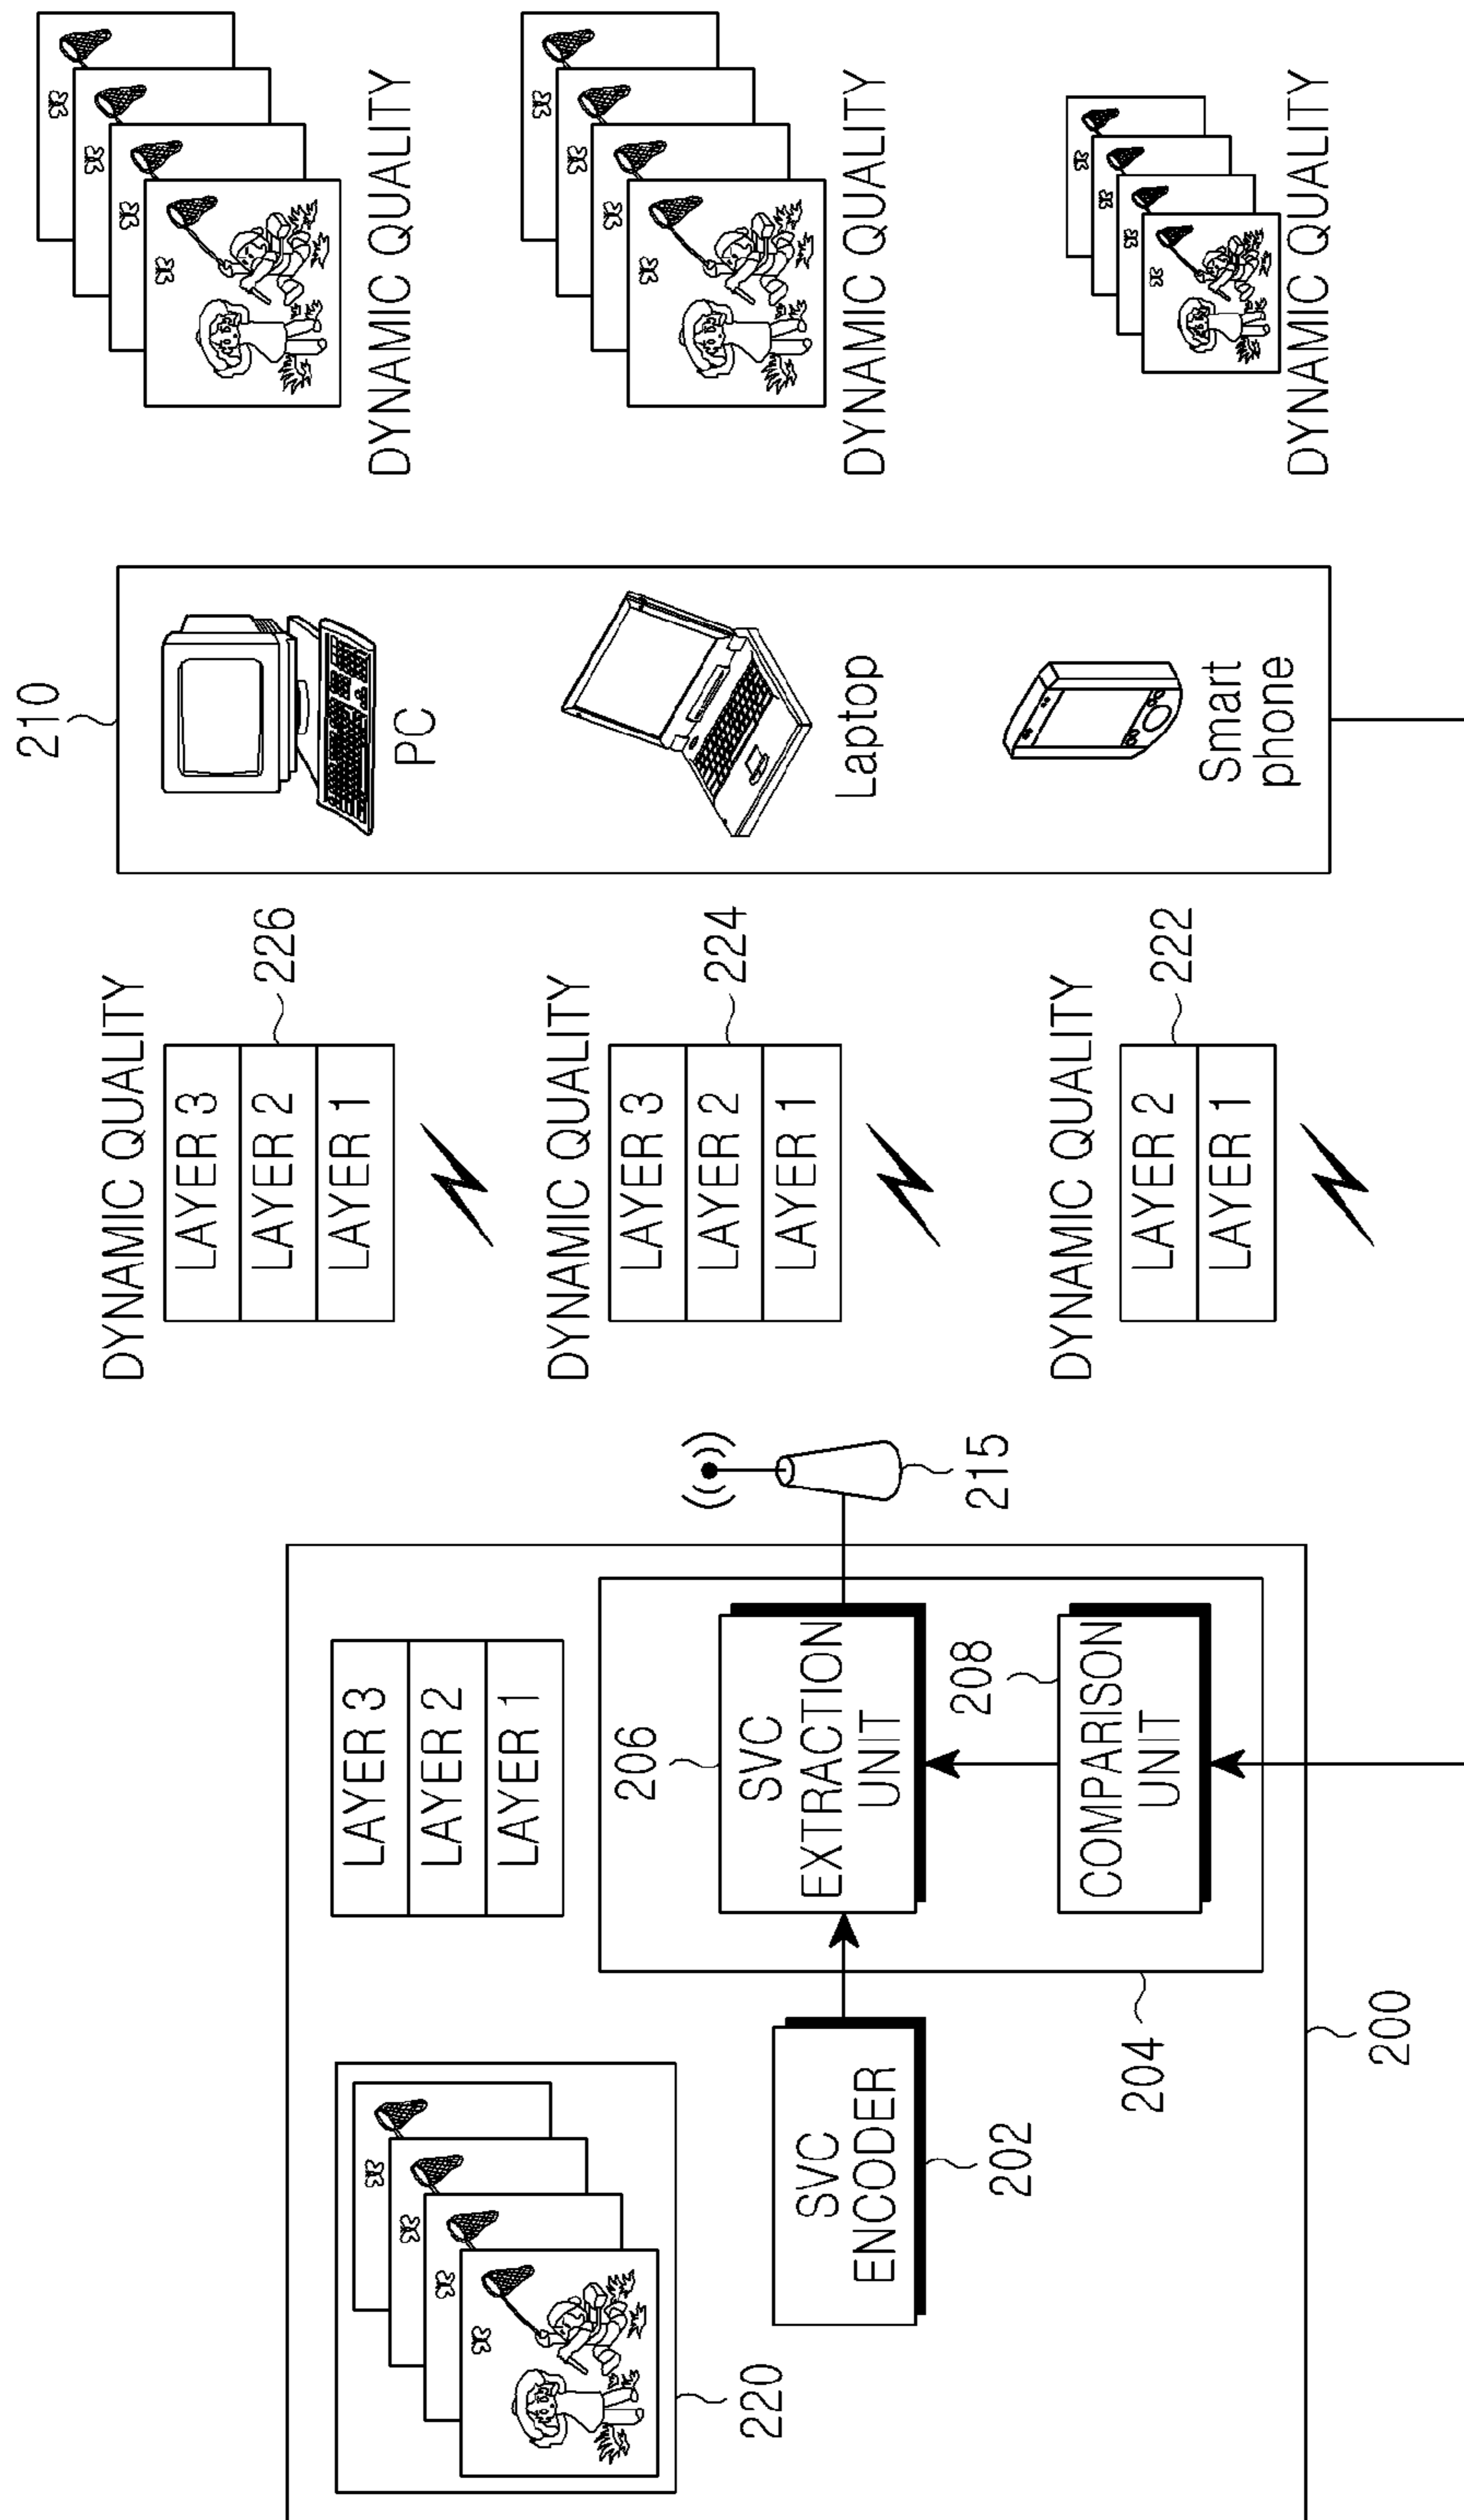 220
SVC
ENCODER
202
LAYER 3
LAYER 2
LAYER 1
206
SVC
EXTRACTION
UNIT
208
COMPARISON
UNIT
204
200
215
DYNAMIC QUALITY
LAYER 3
LAYER 2
LAYER 1
226
DYNAMIC QUALITY
LAYER 3
LAYER 2
LAYER 1
224
DYNAMIC QUALITY
LAYER 2
LAYER 1
222
210
PC
Laptop
Smart
phone
DYNAMIC QUALITY
DYNAMIC QUALITY
DYNAMIC QUALITY